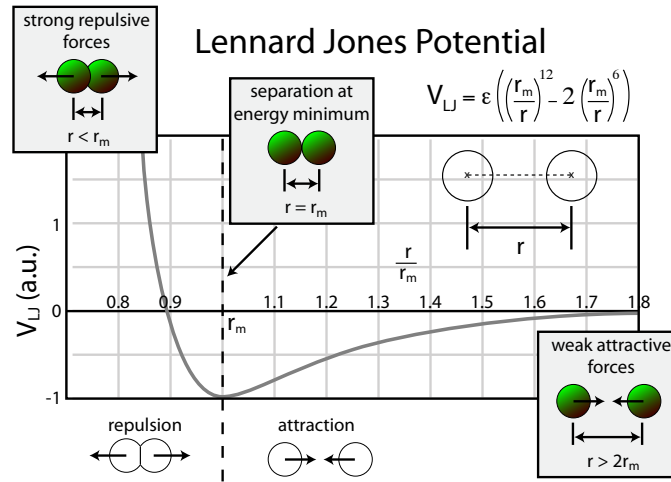 Lennard Jones Potential
strong repulsive
forces
r < rₘ
separation at
energy minimum
r = rₘ
V_LJ = ε((rₘ/r)¹² - 2(rₘ/r)⁶)
r
r/rₘ
V_LJ (a.u.)
1
0
-1
0.8 0.9 1.1 1.2 1.3 1.4 1.5 1.6 1.7 1.8
rₘ
weak attractive
forces
r > 2rₘ
repulsion
attraction